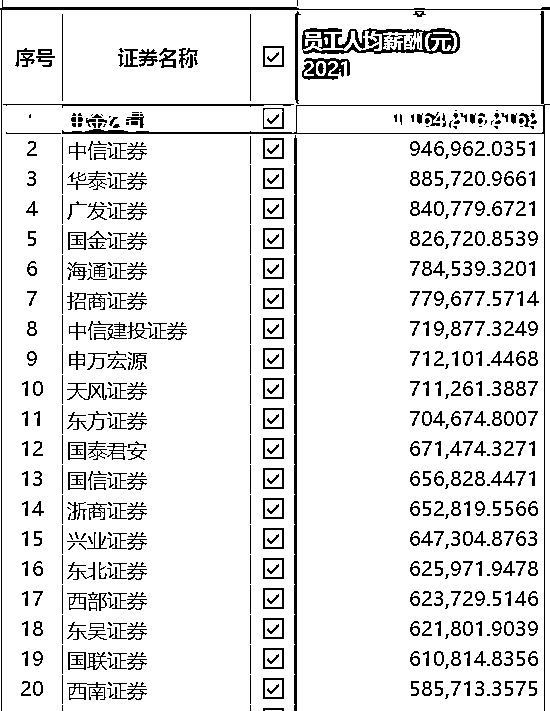 序号 证券名称 员工人均薪酬(元)
2021
2 中信证券 946,962.0351
3 华泰证券 885,720.9661
4 广发证券 840,779.6721
5 国金证券 826,720.8539
6 海通证券 784,539.3201
7 招商证券 779,677.5714
8 中信建投证券 719,877.3249
9 申万宏源 712,101.4468
10 天风证券 711,261.3887
11 东方证券 704,674.8007
12 国泰君安 671,474.3271
13 国信证券 656,828.4471
14 浙商证券 652,819.5566
15 兴业证券 647,304.8763
16 东北证券 625,971.9478
17 西部证券 623,729.5146
18 东吴证券 621,801.9039
19 国联证券 610,814.8356
20 西南证券 585,713.3575